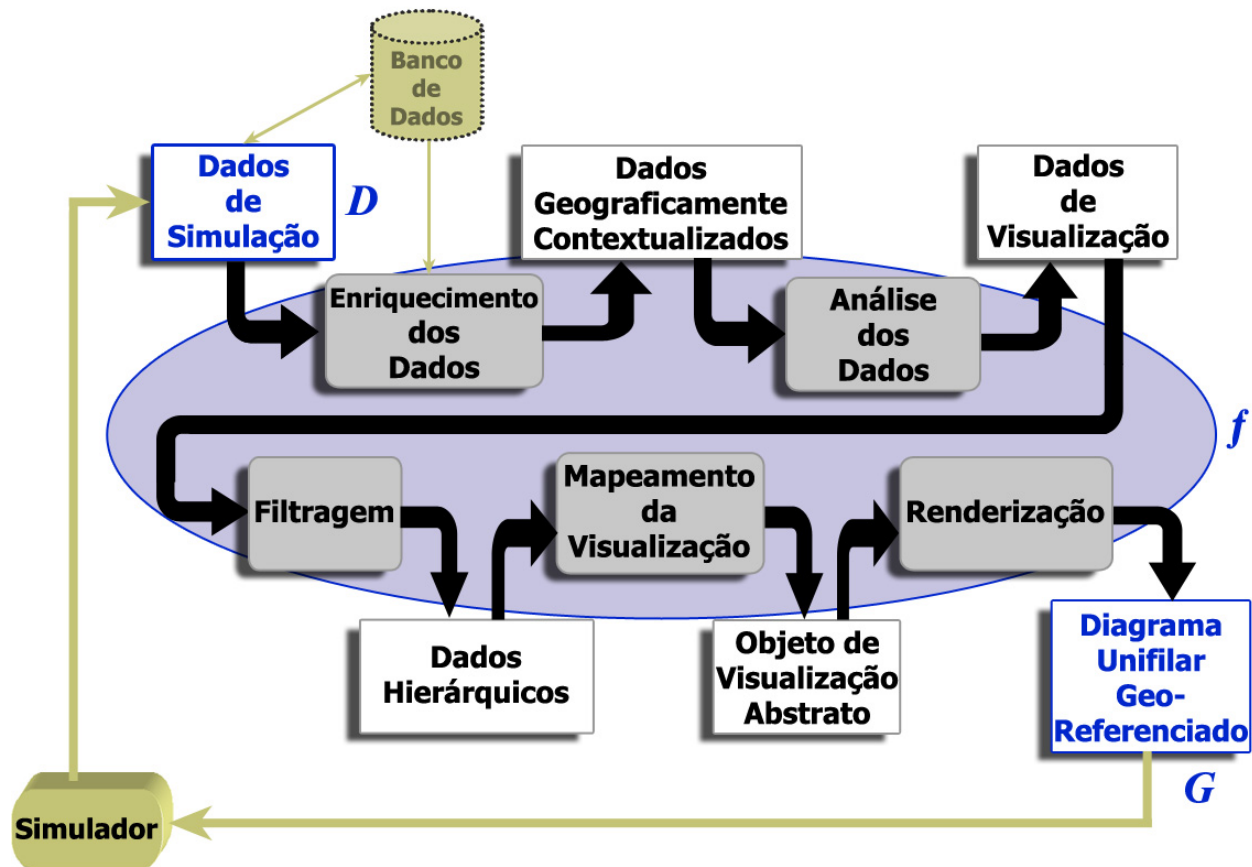 Banco
de
Dados
Dados
de
Simulação
D
Dados
Geograficamente
Contextualizados
Dados
de
Visualização
Enriquecimento
dos
Dados
Análise
dos
Dados
f
Filtragem
Mapeamento
da
Visualização
Renderização
Dados
Hierárquicos
Objeto de
Visualização
Abstrato
Diagrama
Unifilar
Geo-
Referenciado
G
Simulador